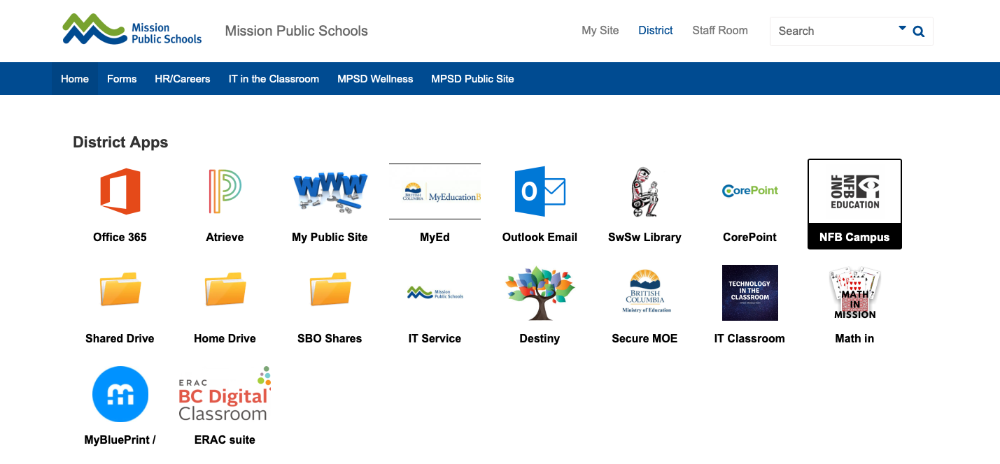 Mission
Public Schools
Mission Public Schools
My Site District Staff Room
Search
Home Forms HR/Careers IT in the Classroom MPSD Wellness MPSD Public Site
District Apps
WWW
BRITISH
COLUMBIA
MyEducationB
O
CorePoint
ONF
NFB
EDUCATION
Office 365 Atrieve My Public Site MyEd Outlook Email SwSw Library CorePoint NFB Campus
Mission
Public Schools
BRITISH
COLUMBIA
Ministry of Education
TECHNOLOGY
IN THE
CLASSROOM
MATH
IN
MISSION
Shared Drive Home Drive SBO Shares IT Service Destiny Secure MOE IT Classroom Math in
ERAC
BC Digital
Classroom
MyBluePrint / ERAC suite